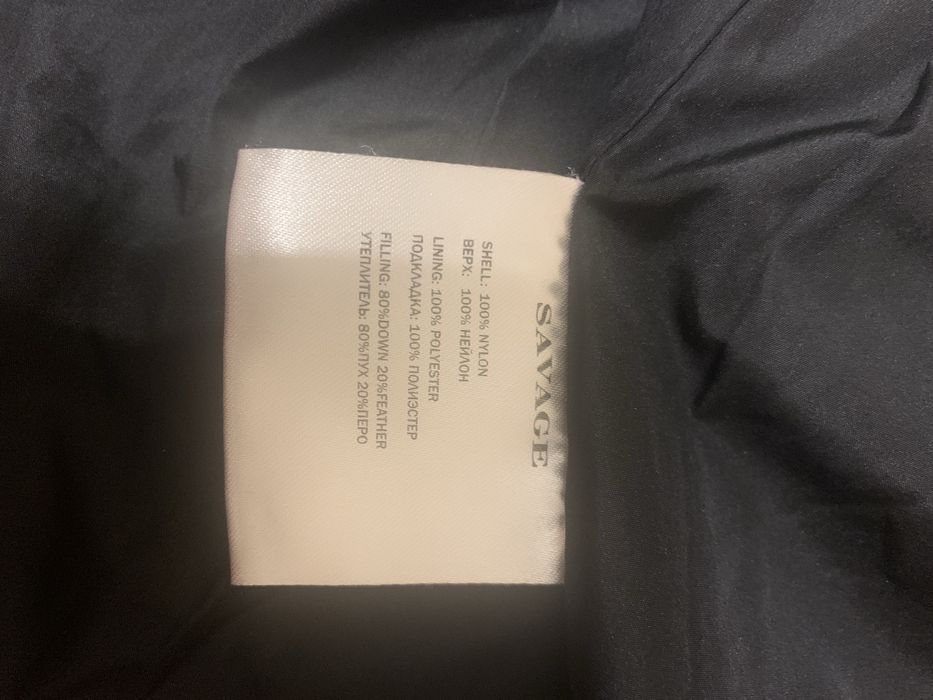 SAVAGE
SHELL: 100% NYLON
ВЕРХ: 100% НЕЙЛОН
LINING: 100% POLYESTER
ПОДКЛАДКА: 100% ПОЛИЭСТЕР
FILLING: 80%DOWN 20%FEATHER
УТЕПЛИТЕЛЬ: 80%ПУХ 20%ПЕРО